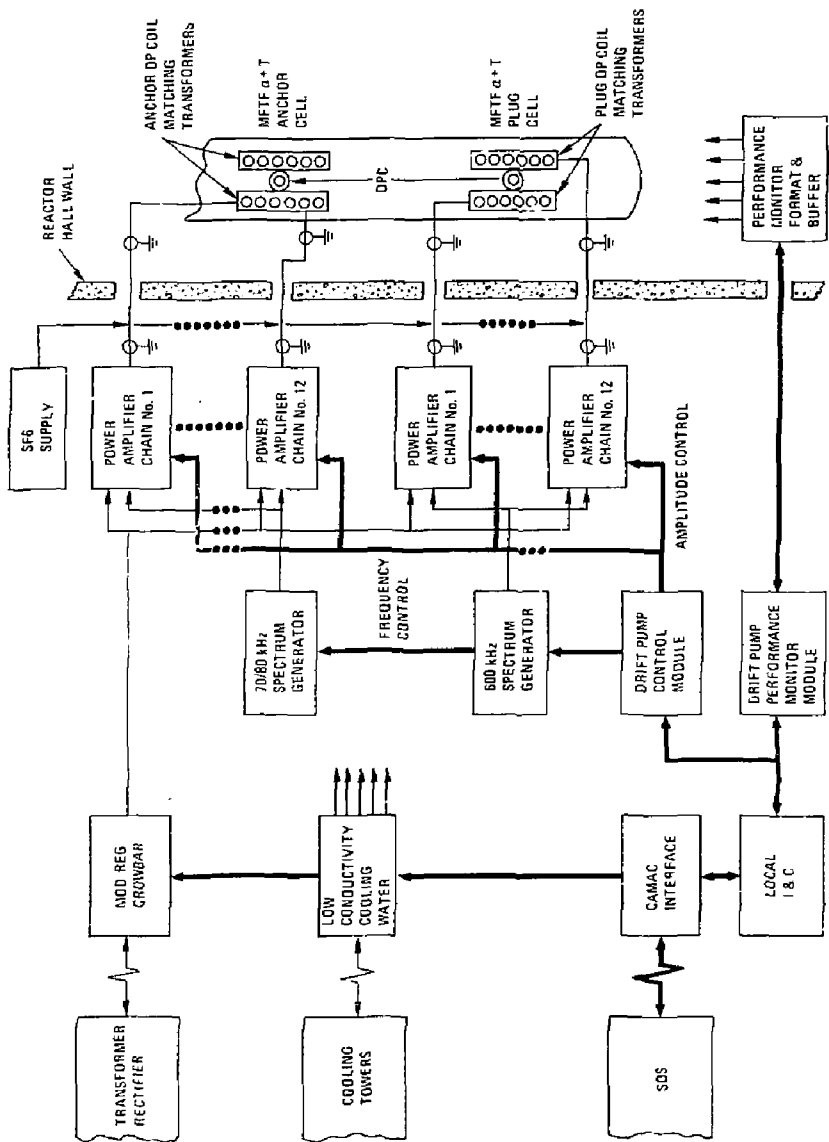 TRANSFORMER
RECTIFIER
COOLING
TOWERS
SDS
MOD REG
CROWBAR
LOW
CONDUCTIVITY
COOLING
WATER
CAMAC
INTERFACE
LOCAL
I & C
70/80 kHz
SPECTRUM
GENERATOR
FREQUENCY
CONTROL
600 kHz
SPECTRUM
GENERATOR
DRIFT PUMP
CONTROL
MODULE
DRIFT PUMP
PERFORMANCE
MONITOR
MODULE
AMPLITUDE CONTROL
SF6
SUPPLY
POWER
AMPLIFIER
CHAIN No. 1
POWER
AMPLIFIER
CHAIN No. 12
POWER
AMPLIFIER
CHAIN No. 1
POWER
AMPLIFIER
CHAIN No. 12
REACTOR
HALL WALL
ANCHOR DP COIL
MATCHING
TRANSFORMERS
MFTF α+T
ANCHOR
CELL
DPC
MFTF α+T
PLUG
CELL
PLUG DP COIL
MATCHING
TRANSFORMERS
PERFORMANCE
MONITOR
FORMAT &
BUFFER